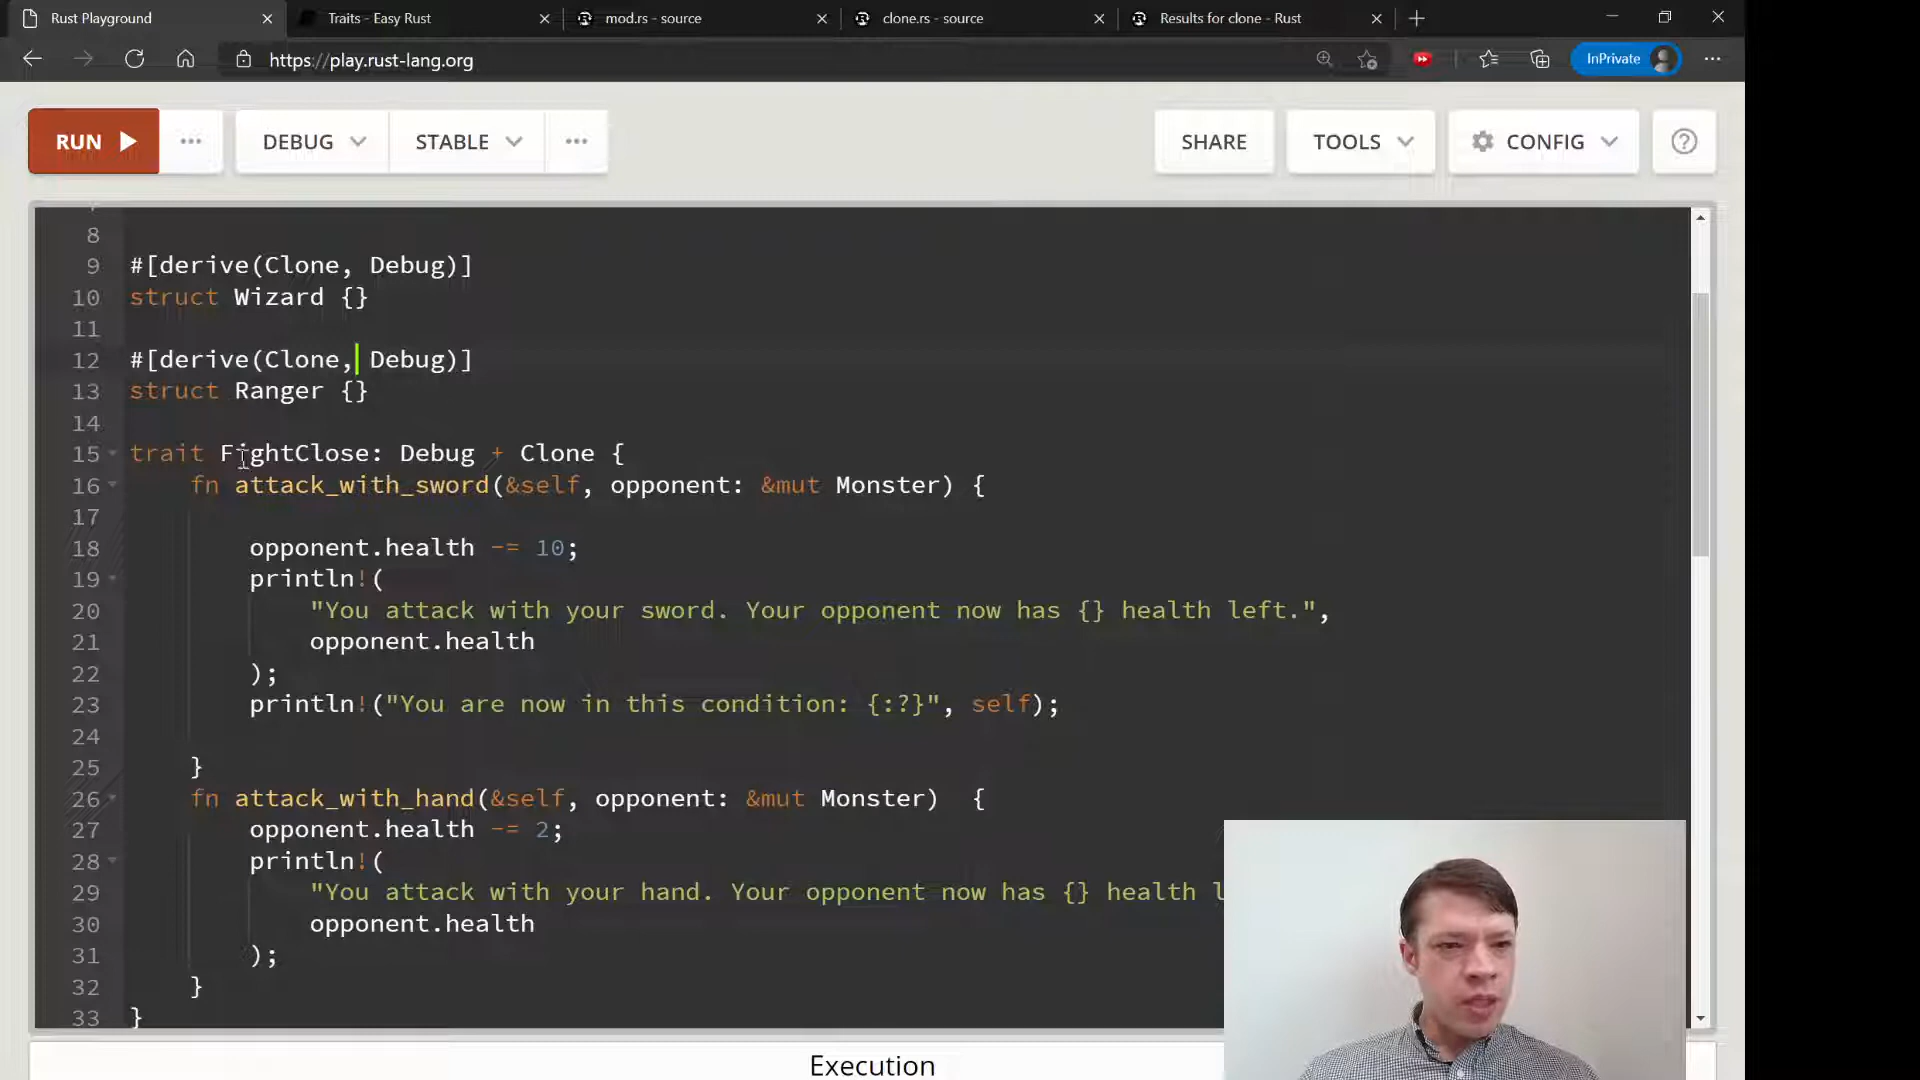 Rust Playground
Traits - Easy Rust
mod.rs - source
clone.rs - source
Results for clone - Rust
https://play.rust-lang.org
InPrivate
RUN
DEBUG
STABLE
SHARE
TOOLS
CONFIG
8
9 #[derive(Clone, Debug)]
10 struct Wizard {}
11
12 #[derive(Clone, Debug)]
13 struct Ranger {}
14
15 trait FightClose: Debug + Clone {
16 fn attack_with_sword(&self, opponent: &mut Monster) {
17
18 opponent.health -= 10;
19 println!(
20 "You attack with your sword. Your opponent now has {} health left.",
21 opponent.health
22 );
23 println!("You are now in this condition: {:?}", self);
24
25 }
26 fn attack_with_hand(&self, opponent: &mut Monster)  {
27 opponent.health -= 2;
28 println!(
29 "You attack with your hand. Your opponent now has {} health l
30 opponent.health
31 );
32 }
33 }
Execution